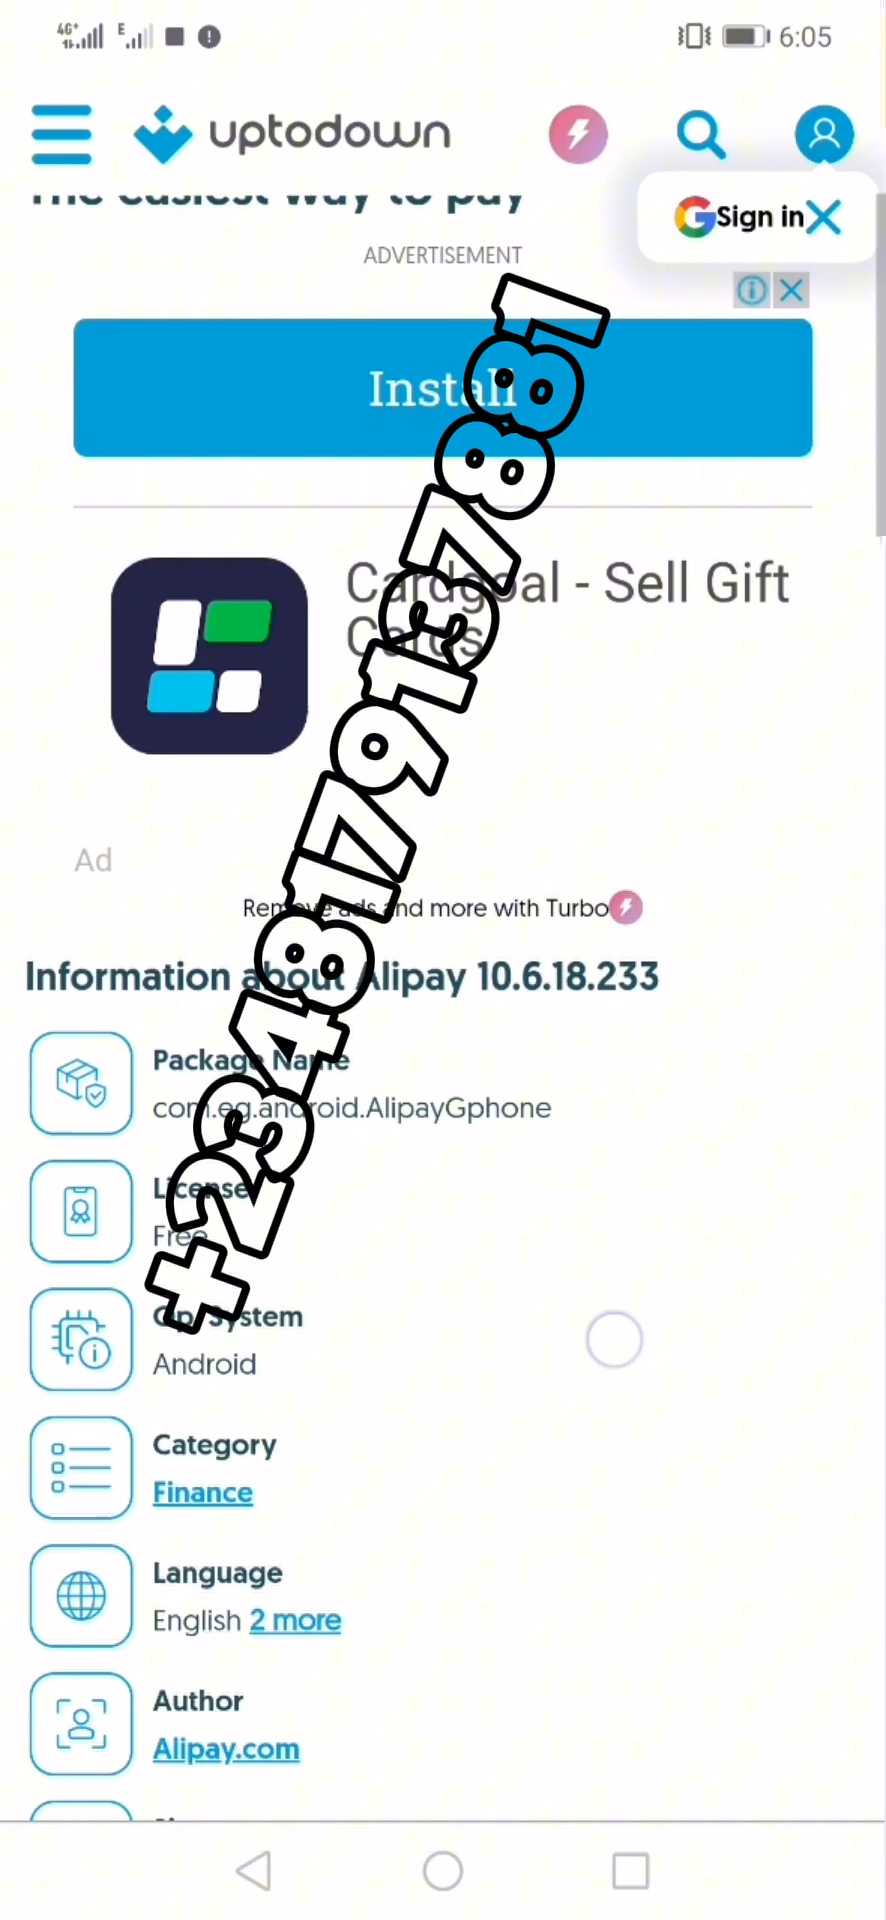 4G+ E 6:05
uptodown
Sign in
The easiest way to pay
ADVERTISEMENT
Install
Cardgoal - Sell Gift
Cards
Ad
Remove ads and more with Turbo
Information about Alipay 10.6.18.233
Package Name
com.eg.android.AlipayGphone
License
Free
Op. System
Android
Category
Finance
Language
English 2 more
Author
Alipay.com
+2348179137881